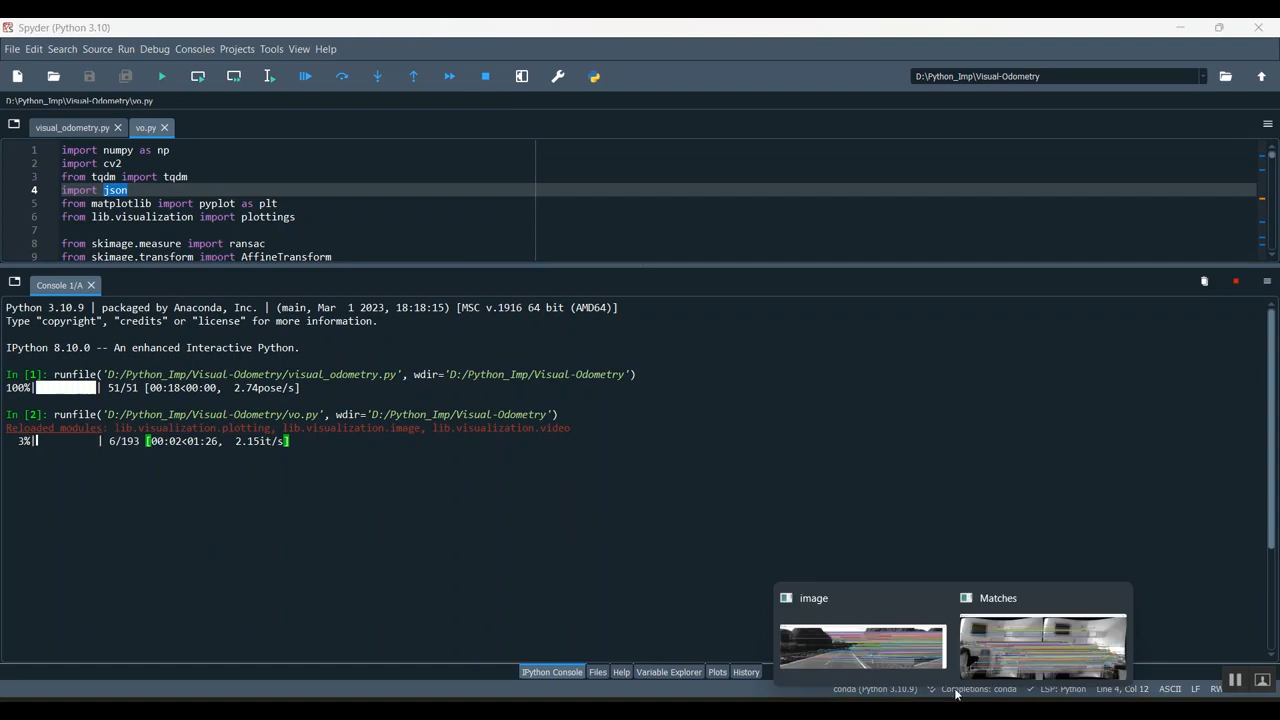 Spyder (Python 3.10)
File Edit Search Source Run Debug Consoles Projects Tools View Help
D:\Python_Imp\Visual-Odometry
D:\Python_Imp\Visual-Odometry\vo.py
visual_odometry.py vo.py
1 import numpy as np
2 import cv2
3 from tqdm import tqdm
4 import json
5 from matplotlib import pyplot as plt
6 from lib.visualization import plottings
7
8 from skimage.measure import ransac
9 from skimage.transform import AffineTransform
Console 1/A
Python 3.10.9 | packaged by Anaconda, Inc. | (main, Mar 1 2023, 18:18:15) [MSC v.1916 64 bit (AMD64)]
Type "copyright", "credits" or "license" for more information.
IPython 8.10.0 -- An enhanced Interactive Python.
In [1]: runfile('D:/Python_Imp/Visual-Odometry/visual_odometry.py', wdir='D:/Python_Imp/Visual-Odometry')
100%| | 51/51 [00:18<00:00, 2.74pose/s]
In [2]: runfile('D:/Python_Imp/Visual-Odometry/vo.py', wdir='D:/Python_Imp/Visual-Odometry')
Reloaded modules: lib.visualization.plotting, lib.visualization.image, lib.visualization.video
3%| | 6/193 [00:02<01:26, 2.15it/s]
image Matches
IPython Console Files Help Variable Explorer Plots History
conda (Python 3.10.9) Completions: conda LSP: Python Line 4, Col 12 ASCII LF RW